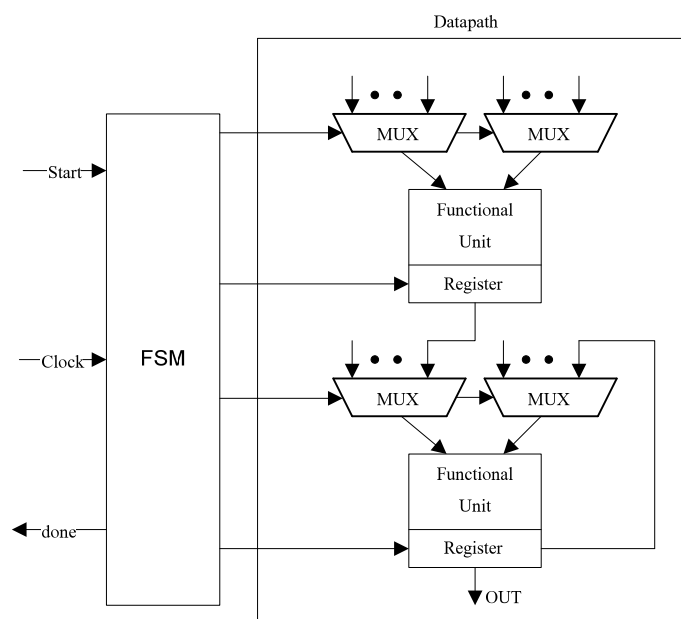 Datapath
MUX
MUX
Start
Functional
Unit
Register
Clock
FSM
MUX
MUX
Functional
Unit
done
Register
OUT